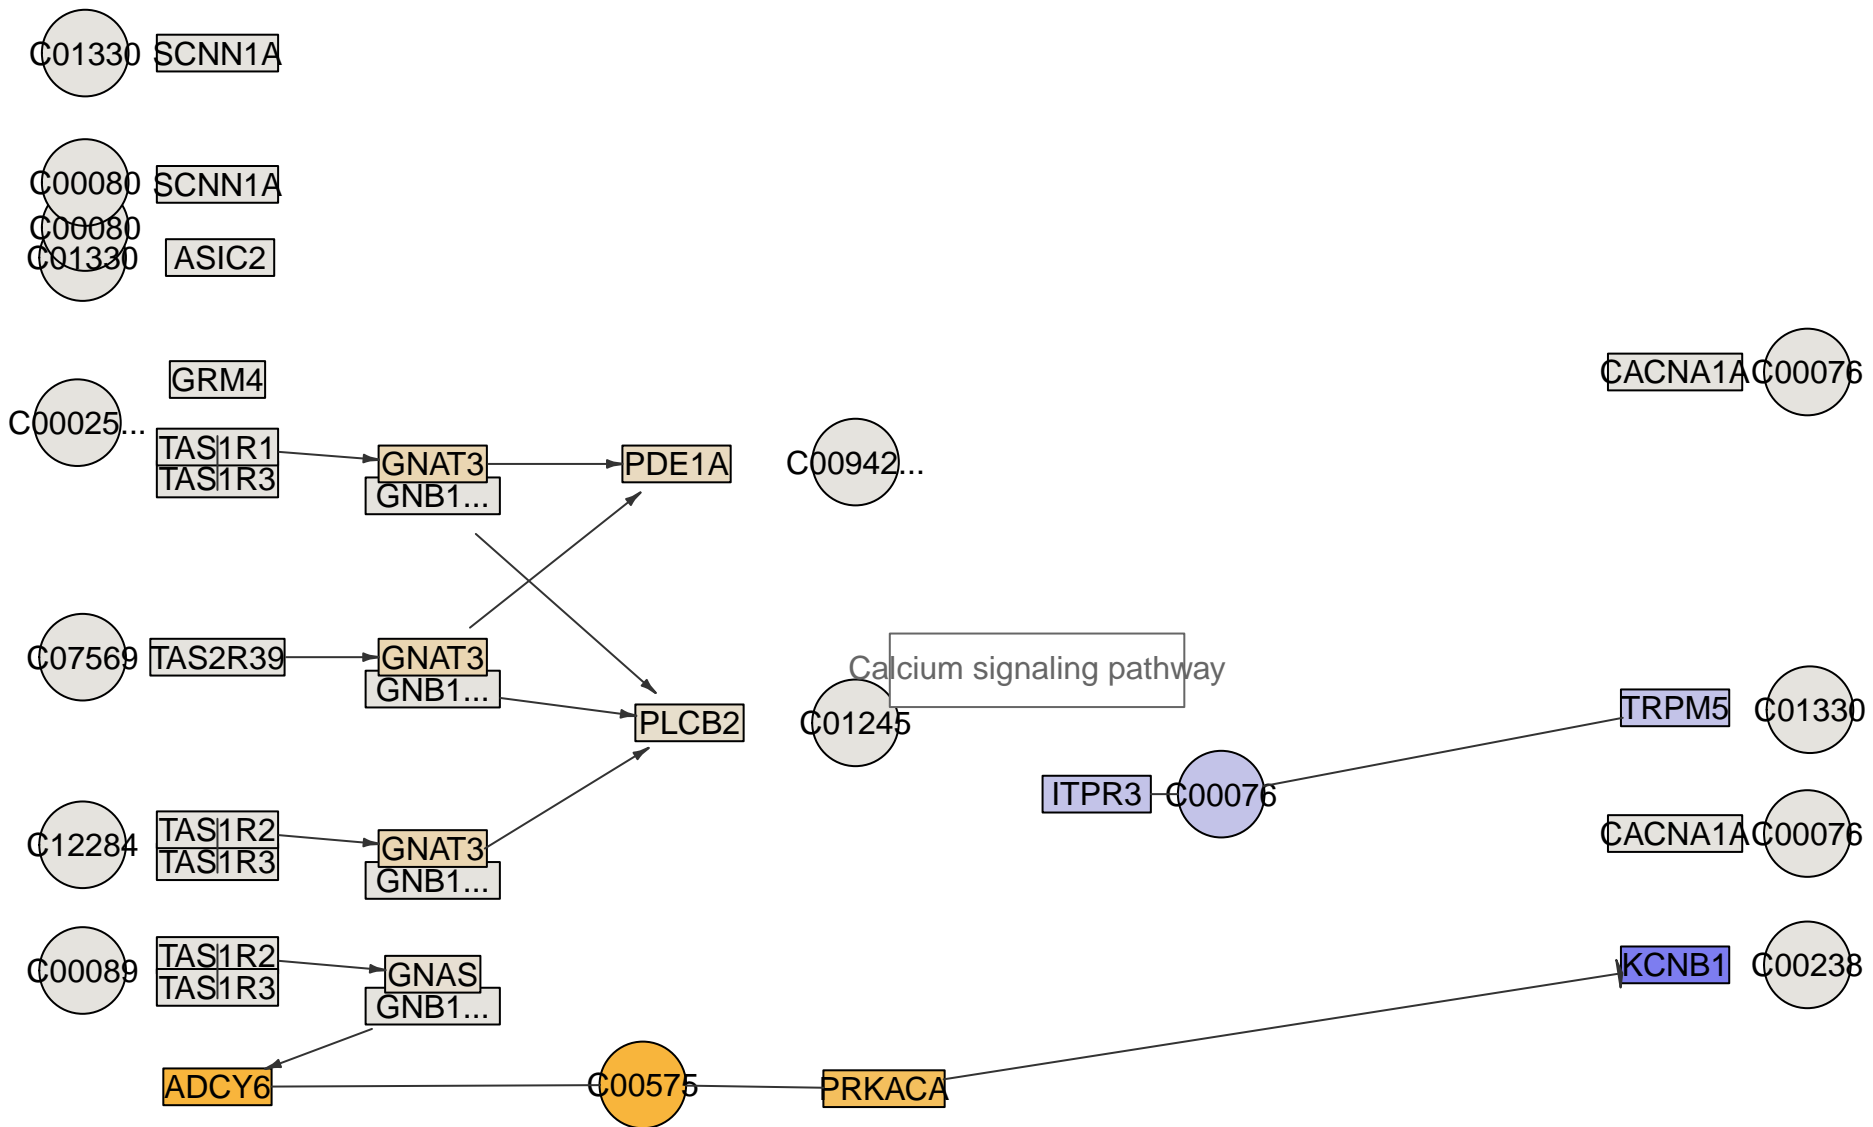 C01330 SCNN1A
C00080 SCNN1A
C00080
C01330 ASIC2
GRM4
CACNA1A C00076
C00025...
TAS1R1
TAS1R3
GNAT3
GNB1...
PDE1A
C00942...
C07569 TAS2R39
GNAT3
GNB1...
Calcium signaling pathway
PLCB2
C01245
TRPM5 C01330
ITPR3 C00076
C12284
TAS1R2
TAS1R3
GNAT3
GNB1...
CACNA1A C00076
C00089
TAS1R2
TAS1R3
GNAS
GNB1...
KCNB1 C00238
ADCY6
C00575
PRKACA